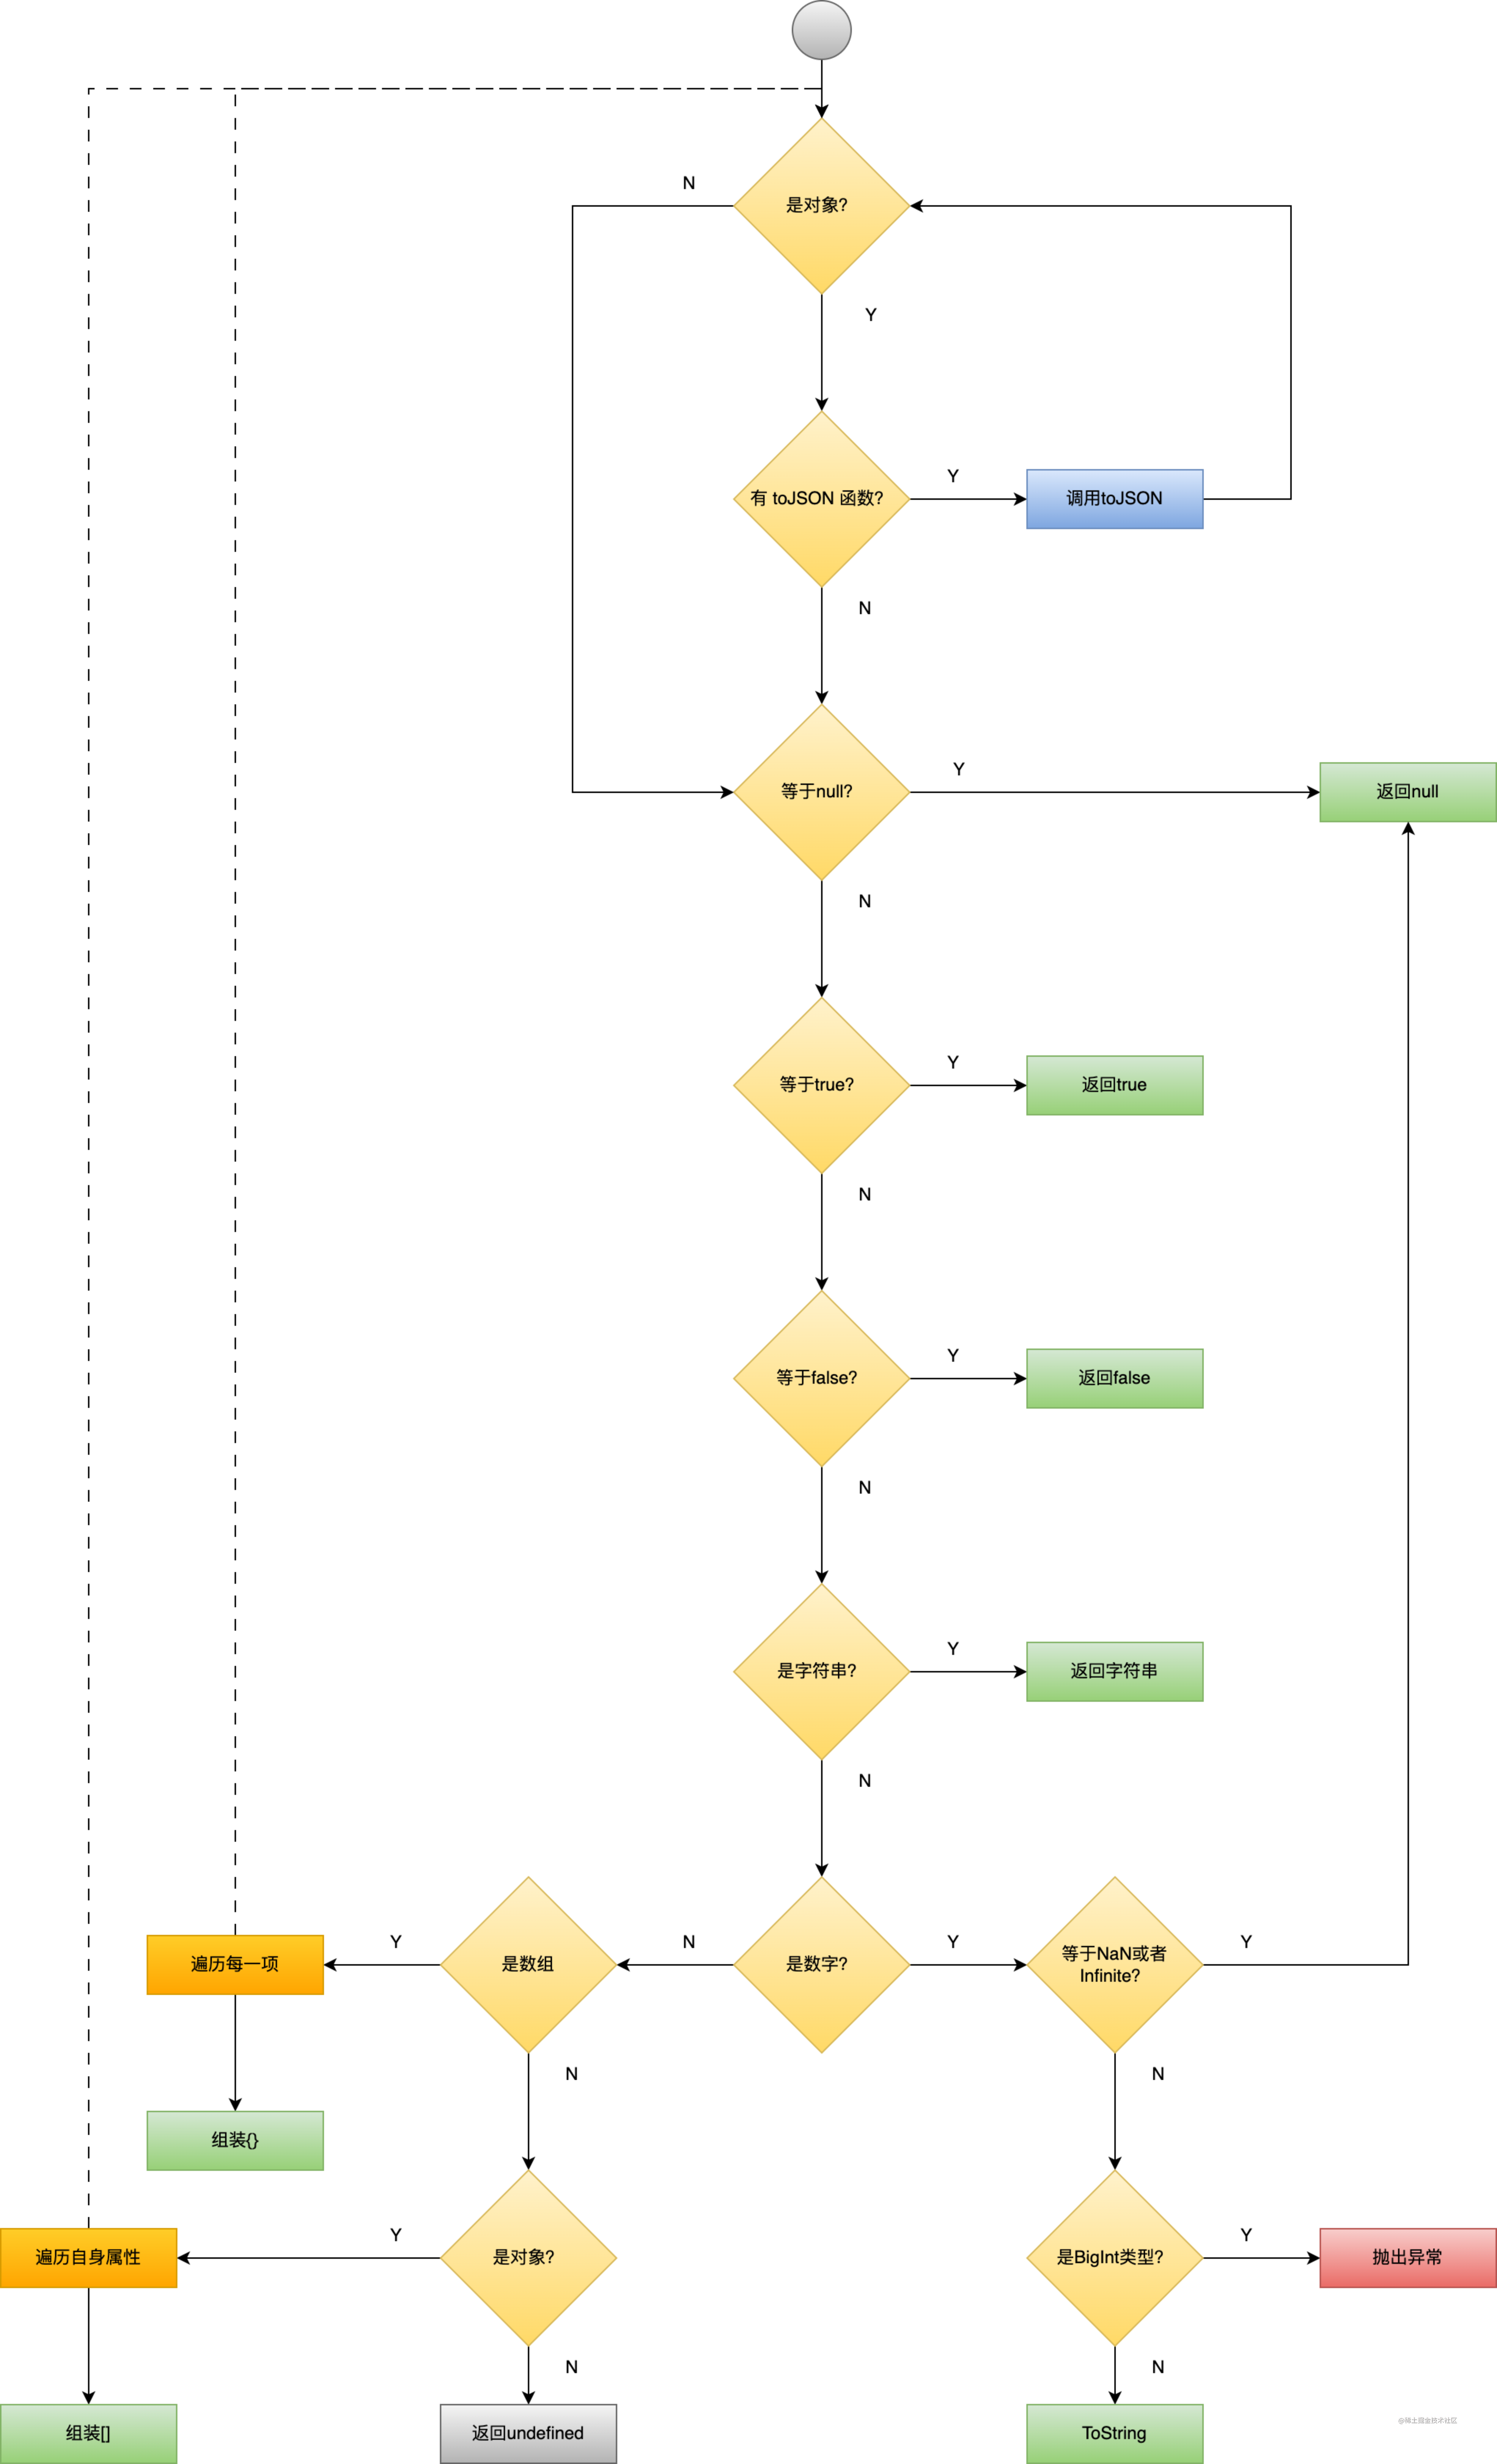 N
是对象?
Y
有 toJSON 函数?
Y
调用toJSON
N
等于null?
Y
返回null
N
等于true?
Y
返回true
N
等于false?
Y
返回false
N
是字符串?
Y
返回字符串
N
遍历每一项
Y
是数组
N
是数字?
Y
等于NaN或者
Infinite?
Y
N
N
组装{}
遍历自身属性
Y
是对象?
是BigInt类型?
Y
抛出异常
N
N
组装[]
返回undefined
ToString
@稀土掘金技术社区